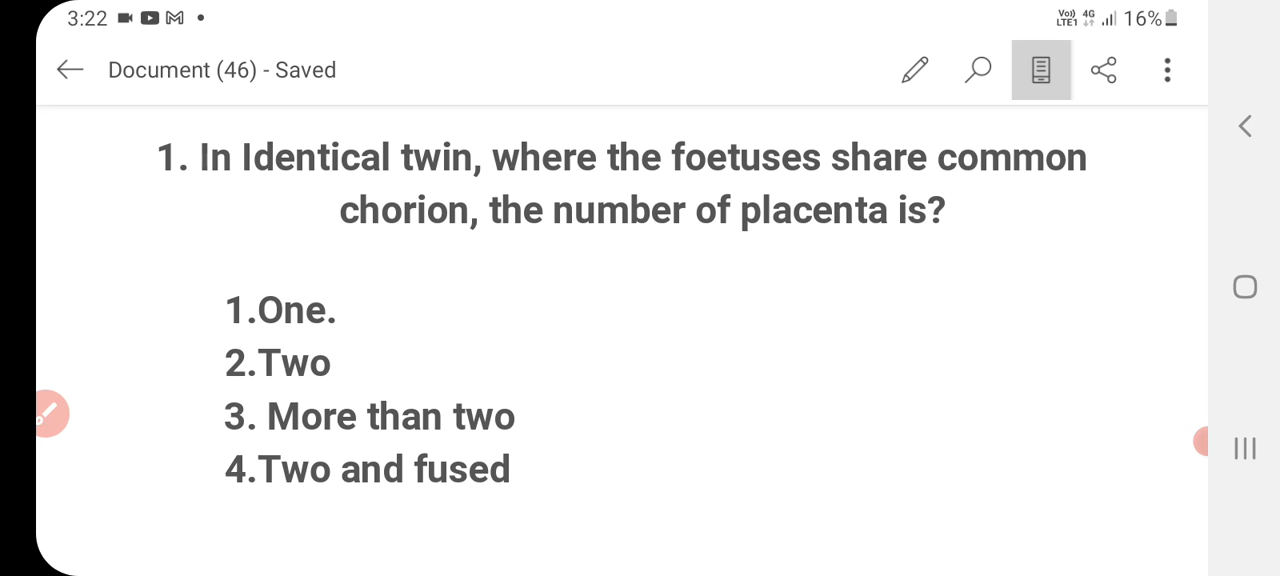 3:22
Vo)) 4G
LTE1 16%
Document (46) - Saved
1. In Identical twin, where the foetuses share common
chorion, the number of placenta is?
1.One.
2.Two
3. More than two
4.Two and fused